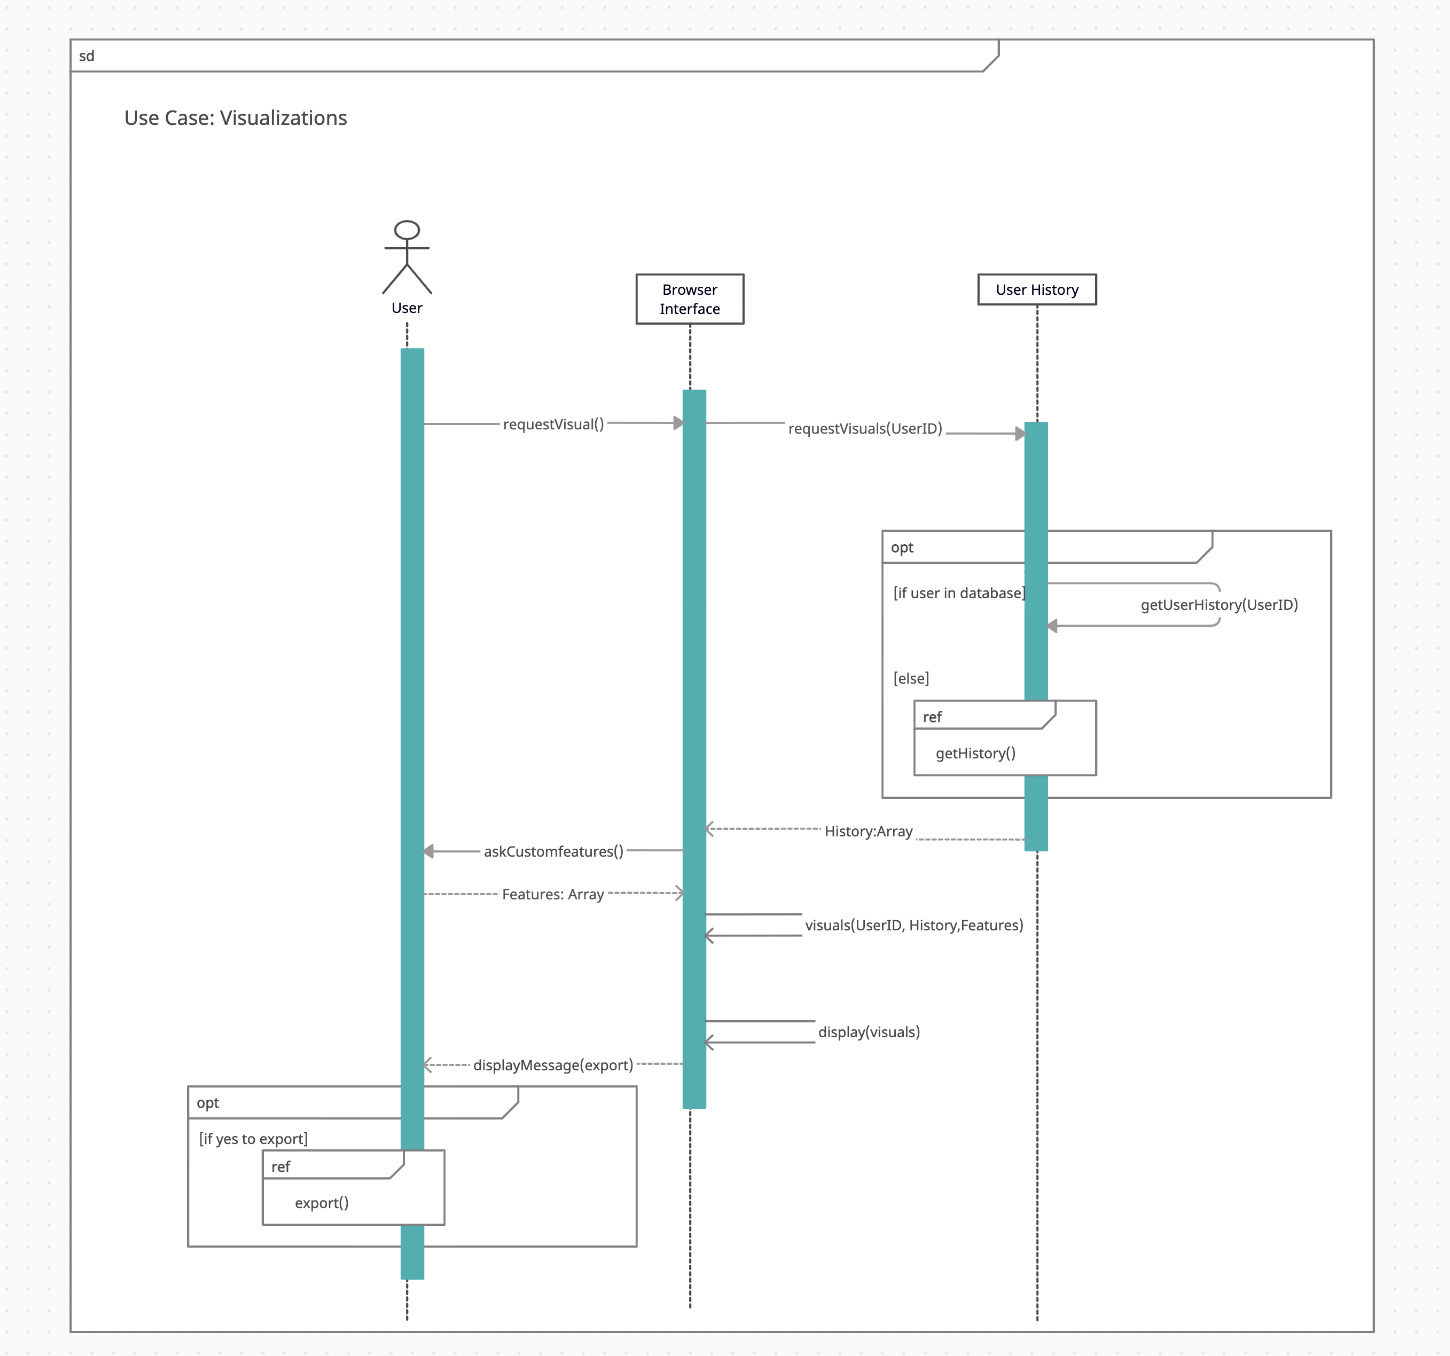 sd
Use Case: Visualizations
User
Browser
Interface
User History
requestVisual()
requestVisuals(UserID)
opt
[if user in database]
getUserHistory(UserID)
[else]
ref
getHistory()
History:Array
askCustomfeatures()
Features: Array
visuals(UserID, History,Features)
display(visuals)
displayMessage(export)
opt
[if yes to export]
ref
export()